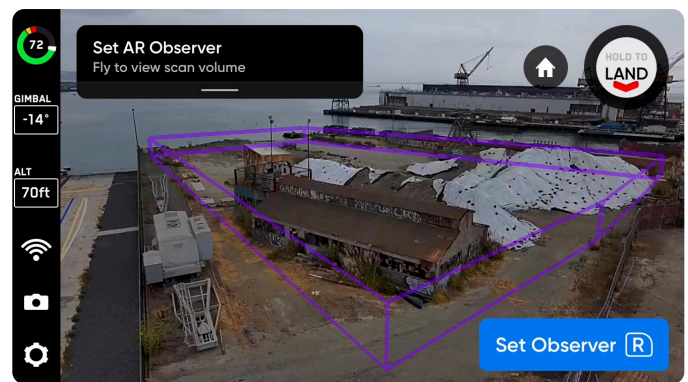 72
Set AR Observer
Fly to view scan volume
HOLD TO
LAND
GIMBAL
-14°
ALT
70ft
Set Observer R